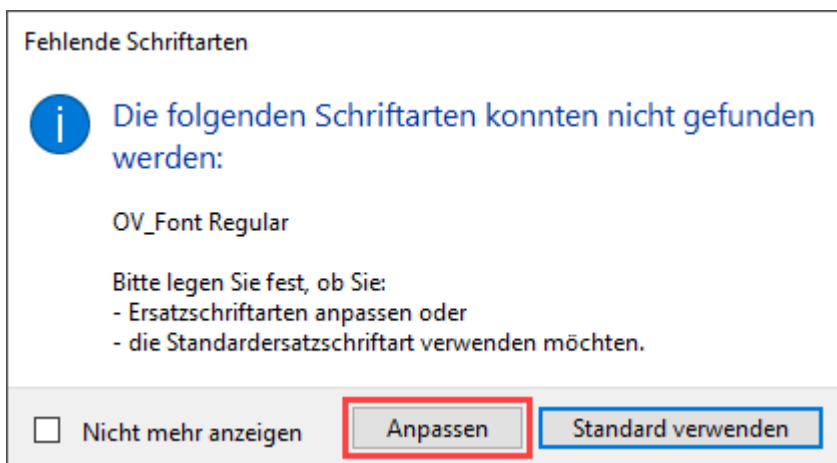 Fehlende Schriftarten
Die folgenden Schriftarten konnten nicht gefunden
werden:
OV_Font Regular
Bitte legen Sie fest, ob Sie:
- Ersatzschriftarten anpassen oder
- die Standardersatzschriftart verwenden möchten.
Nicht mehr anzeigen Anpassen Standard verwenden